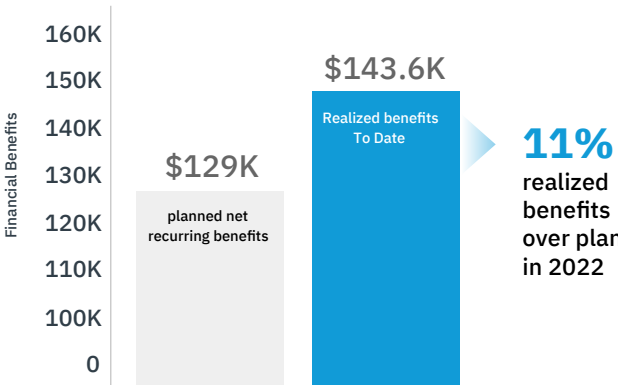 160K
150K
140K
130K
120K
110K
100K
0
Financial Benefits
$129K
planned net
recurring benefits
$143.6K
Realized benefits
To Date
11%
realized
benefits
over plan
in 2022